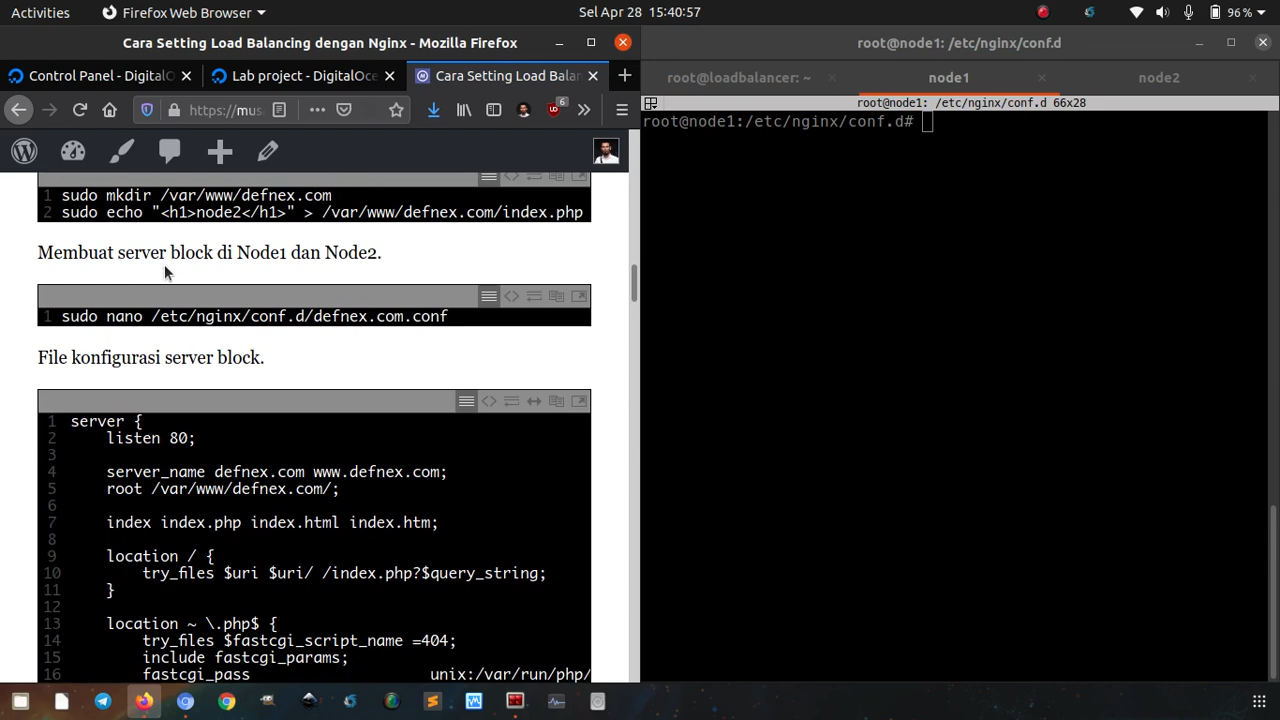 Activities
Firefox Web Browser
Sel Apr 28 15:40:57
96%
Cara Setting Load Balancing dengan Nginx - Mozilla Firefox
root@node1: /etc/nginx/conf.d
Control Panel - DigitalO
Lab project - DigitalOce
Cara Setting Load Balan
root@loadbalancer: ~
node1
node2
https://mus
6
root@node1: /etc/nginx/conf.d 66x28
root@node1:/etc/nginx/conf.d#
1 sudo mkdir /var/www/defnex.com
2 sudo echo "<h1>node2</h1>" > /var/www/defnex.com/index.php
Membuat server block di Node1 dan Node2.
1 sudo nano /etc/nginx/conf.d/defnex.com.conf
File konfigurasi server block.
1 server {
2 listen 80;
3
4 server_name defnex.com www.defnex.com;
5 root /var/www/defnex.com/;
6
7 index index.php index.html index.htm;
8
9 location / {
10 try_files $uri $uri/ /index.php?$query_string;
11 }
12
13 location ~ \.php$ {
14 try_files $fastcgi_script_name =404;
15 include fastcgi_params;
16 fastcgi_pass unix:/var/run/php/